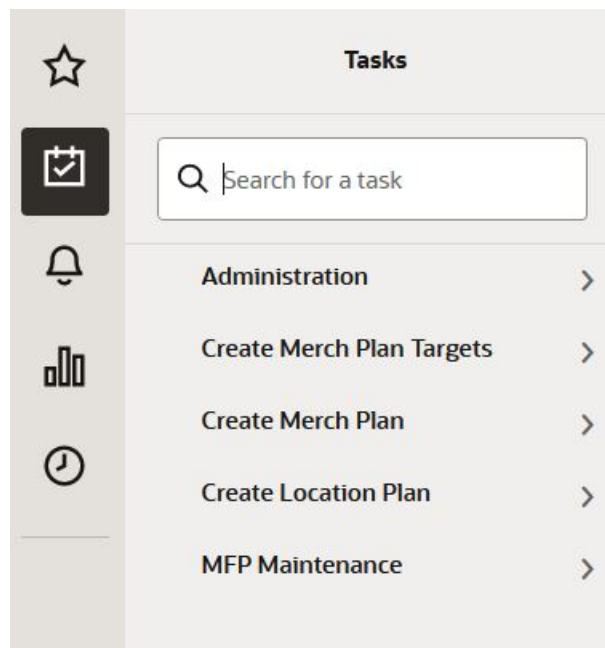 Tasks
Search for a task
Administration
Create Merch Plan Targets
Create Merch Plan
Create Location Plan
MFP Maintenance